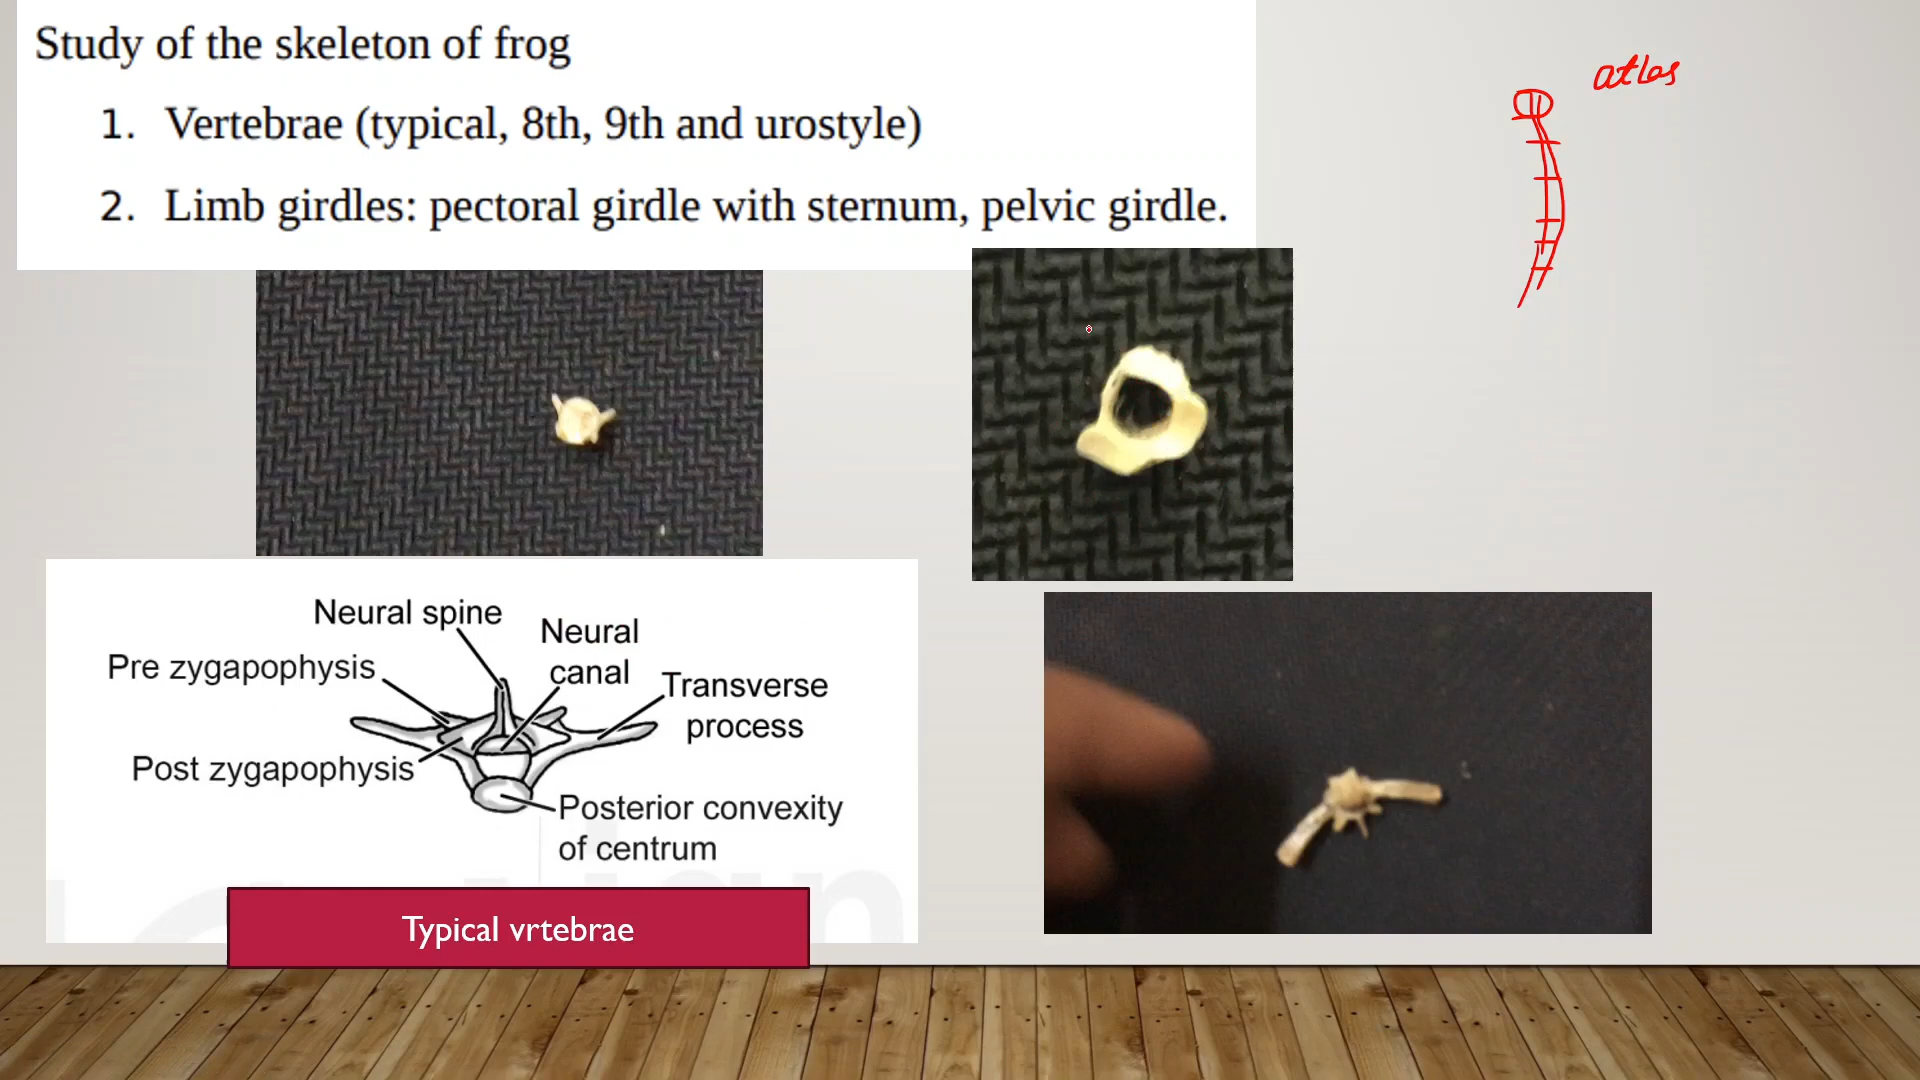 Study of the skeleton of frog
1. Vertebrae (typical, 8th, 9th and urostyle)
2. Limb girdles: pectoral girdle with sternum, pelvic girdle.
atlas
Neural spine
Neural
canal
Pre zygapophysis
Transverse
process
Post zygapophysis
Posterior convexity
of centrum
Typical vrtebrae